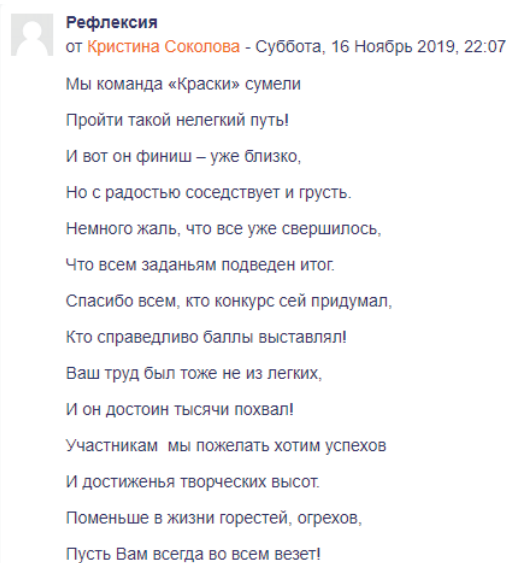 Рефлексия
от Кристина Соколова - Суббота, 16 Ноябрь 2019, 22:07
Мы команда «Краски» сумели
Пройти такой нелегкий путь!
И вот он финиш – уже близко,
Но с радостью соседствует и грусть.
Немного жаль, что все уже свершилось,
Что всем заданьям подведен итог.
Спасибо всем, кто конкурс сей придумал,
Кто справедливо баллы выставлял!
Ваш труд был тоже не из легких,
И он достоин тысячи похвал!
Участникам  мы пожелать хотим успехов
И достиженья творческих высот.
Поменьше в жизни горестей, огрехов,
Пусть Вам всегда во всем везет!